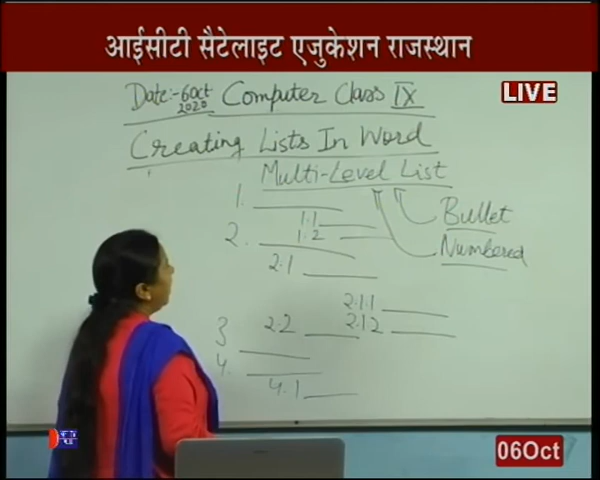 आईसीटी सैटेलाइट एजुकेशन राजस्थान
LIVE
Date:- 6 Oct 2020 Computer Class IX
Creating Lists In Word
Multi-Level List
1.
Bullet
1.1
1.2
2.
Numbered
2.1
2.1.1
2.1.2
2.2
3
4.
4.1
06Oct